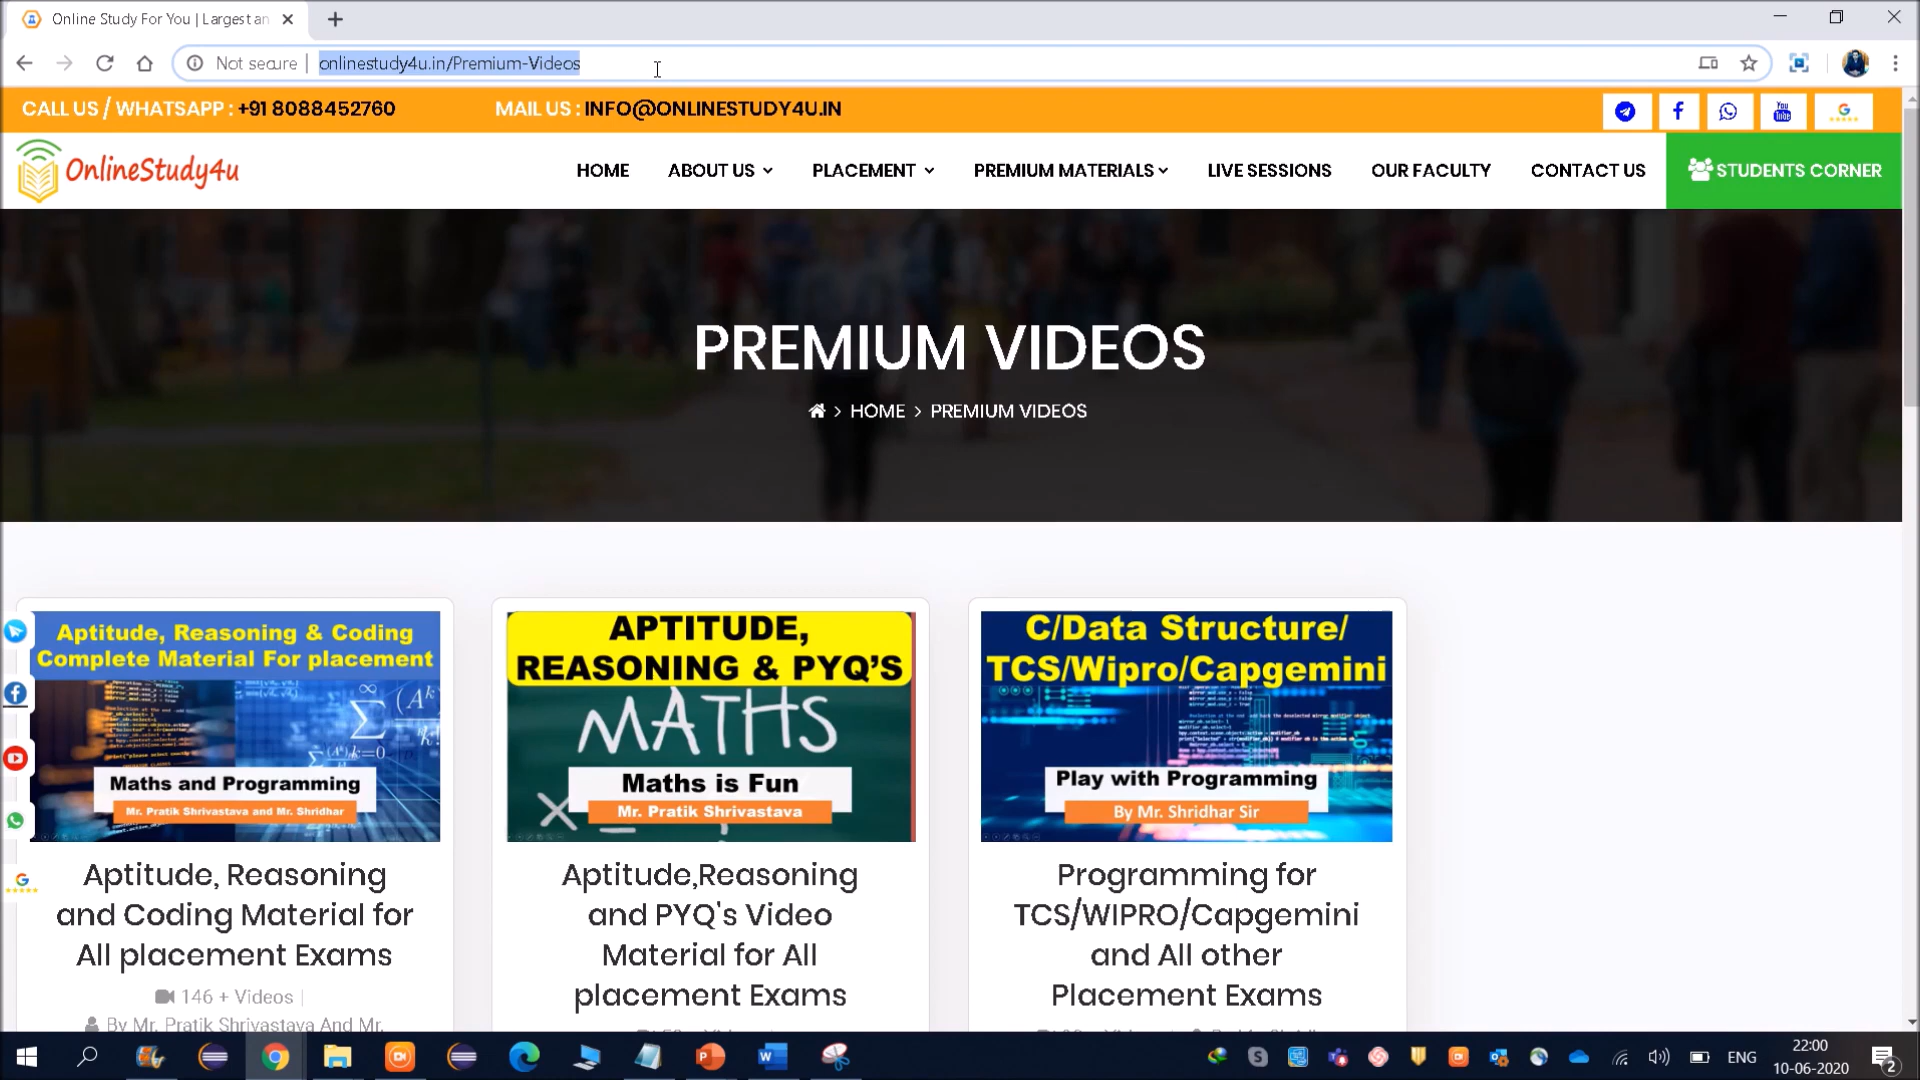 Online Study For You | Largest an
Not secure | onlinestudy4u.in/Premium-Videos
CALL US / WHATSAPP : +91 8088452760
MAIL US : INFO@ONLINESTUDY4U.IN
You
Tube
G
OnlineStudy4u
HOME
ABOUT US
PLACEMENT
PREMIUM MATERIALS
LIVE SESSIONS
OUR FACULTY
CONTACT US
STUDENTS CORNER
PREMIUM VIDEOS
> HOME > PREMIUM VIDEOS
Aptitude, Reasoning & Coding
Complete Material For placement
Maths and Programming
Mr. Pratik Shrivastava and Mr. Shridhar
Aptitude, Reasoning
and Coding Material for
All placement Exams
146 + Videos |
By Mr. Pratik Shrivastava And Mr.
APTITUDE,
REASONING & PYQ'S
MATHS
Maths is Fun
Mr. Pratik Shrivastava
Aptitude,Reasoning
and PYQ's Video
Material for All
placement Exams
C/Data Structure/
TCS/Wipro/Capgemini
Play with Programming
By Mr. Shridhar Sir
Programming for
TCS/WIPRO/Capgemini
and All other
Placement Exams
ENG
22:00
10-06-2020
2